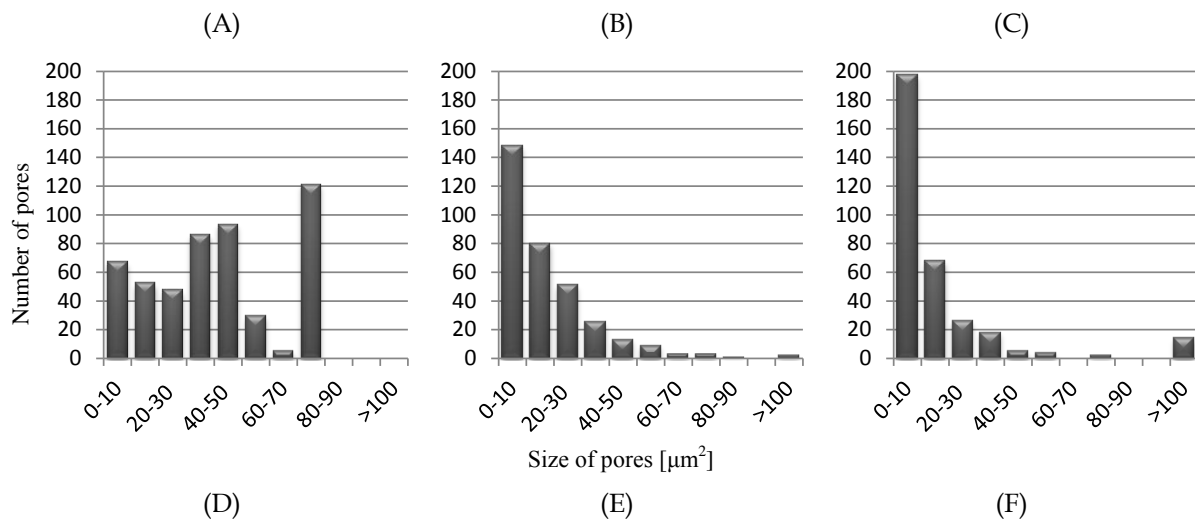 (A) (B) (C)
200 200 200
180 180 180
160 160 160
140 140 140
120 120 120
100 100 100
80 80 80
60 60 60
40 40 40
20 20 20
0 0 0
Number of pores
0-10 20-30 40-50 60-70 80-90 >100 0-10 20-30 40-50 60-70 80-90 >100 0-10 20-30 40-50 60-70 80-90 >100
Size of pores [μm²]
(D) (E) (F)